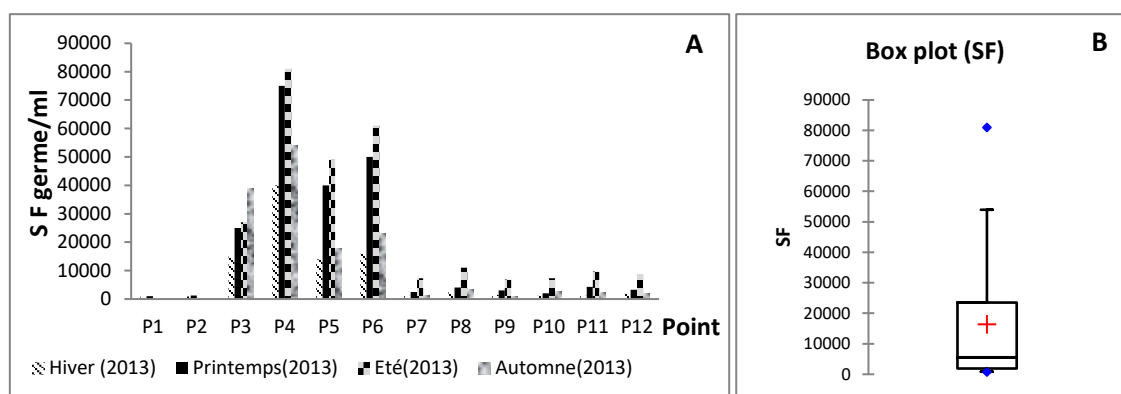 A
S F germe/ml
90000
80000
70000
60000
50000
40000
30000
20000
10000
0
P1 P2 P3 P4 P5 P6 P7 P8 P9 P10 P11 P12 Point
Hiver (2013) Printemps(2013) Eté(2013) Automne(2013)
B
Box plot (SF)
SF
90000
80000
70000
60000
50000
40000
30000
20000
10000
0